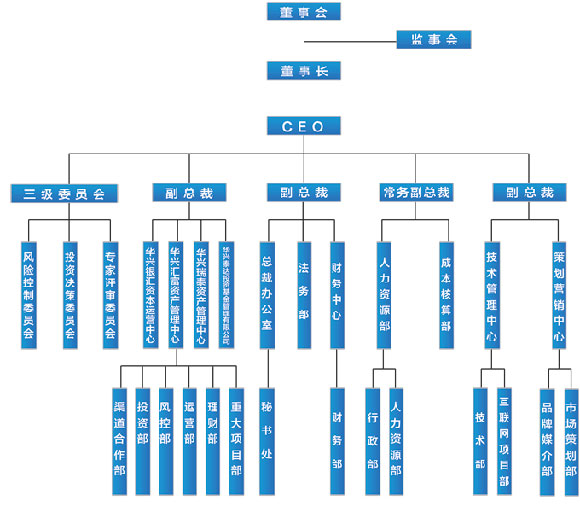 董事会
监事会
董事长
CEO
三级委员会
副总裁
副总裁
常务副总裁
副总裁
风险控制委员会
投资决策委员会
专家评审委员会
华兴银汇资本运营中心
华兴汇富资产管理中心
华兴瑞泰资产管理中心
华兴泰达投资基金管理有限公司
总裁办公室
法务部
财务中心
人力资源部
成本核算部
技术管理中心
策划营销中心
渠道合作部
投资部
风控部
运营部
理财部
重大项目部
秘书处
财务部
行政部
人力资源部
技术部
互联网项目部
品牌媒介部
市场策划部